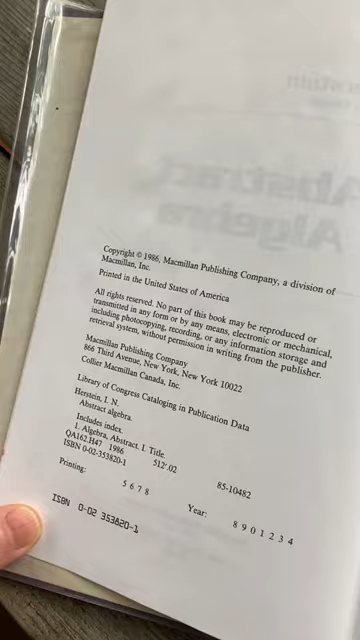 Copyright © 1986, Macmillan Publishing Company, a division of
Macmillan, Inc.
Printed in the United States of America
All rights reserved. No part of this book may be reproduced or
transmitted in any form or by any means, electronic or mechanical,
including photocopying, recording, or any information storage and
retrieval system, without permission in writing from the publisher.
Macmillan Publishing Company
866 Third Avenue, New York, New York 10022
Collier Macmillan Canada, Inc.
Library of Congress Cataloging in Publication Data
Herstein, I. N.
Abstract algebra.
Includes index.
1. Algebra, Abstract. I. Title.
QA162.H47 1986 512'.02 85-10482
ISBN 0-02-353820-1
Printing: 5 6 7 8 Year: 8 9 0 1 2 3 4
ISBN 0-02 353820-1